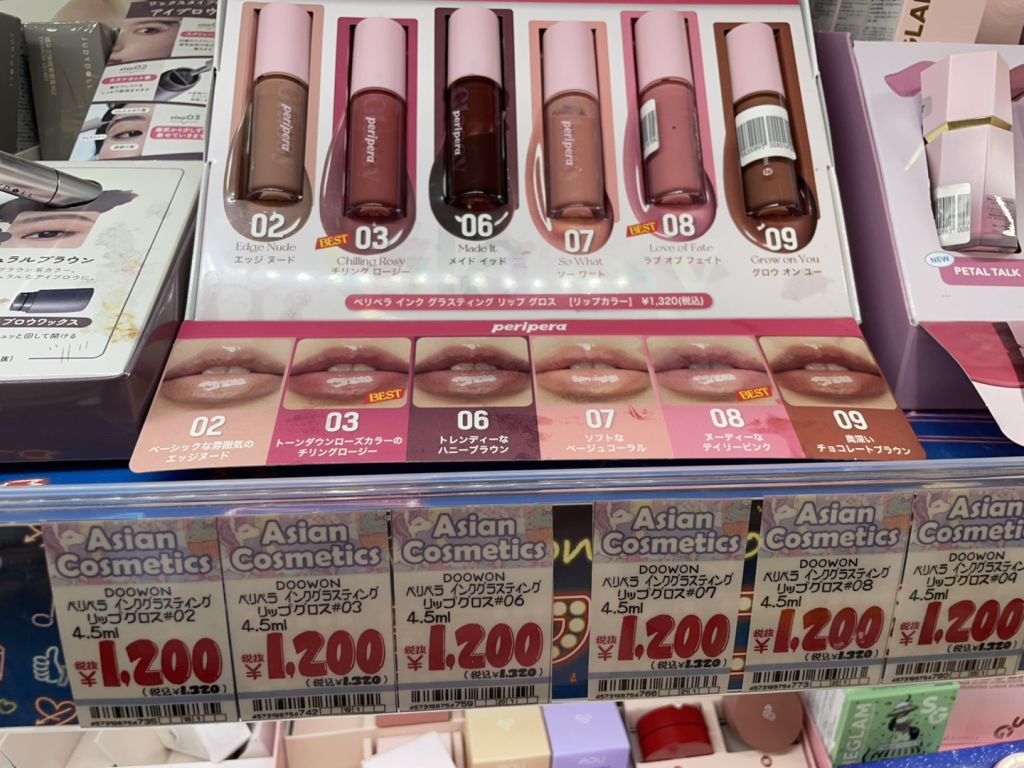 アイブロウ
step02
step03
JUDYDOLL
peripera
peripera
peripera
peripera
02
Edge Nude
エッジ ヌード
BEST
03
Chilling Rosy
チリング ロージー
06
Made It
メイド イッド
07
So What
ソー ワット
BEST
08
Love of Fate
ラブ オブ フェイト
09
Grow on You
グロウ オン ユー
ペリペラ インク グラスティング リップ グロス [リップカラー] ¥1,320(税込)
peripera
02
ベーシックな雰囲気の
エッジヌード
BEST
03
トーンダウンローズカラーの
チリングロージー
06
トレンディーな
ハニーブラウン
07
ソフトな
ベージュコーラル
BEST
08
ヌーディーな
デイリーピンク
09
奥深い
チョコレートブラウン
NEW
PETAL TALK
Asian
Cosmetics
DOOWON
ペリペラ インクグラスティング
リップグロス#02
4.5ml
税抜
¥1,200
(税込¥1.320)
4573198754735
Asian
Cosmetics
DOOWON
ペリペラ インクグラスティング
リップグロス#03
4.5ml
税抜
¥1,200
(税込¥1.320)
4573198754742
Asian
Cosmetics
DOOWON
ペリペラ インクグラスティング
リップグロス#06
4.5ml
税抜
¥1,200
(税込¥1.320)
4573198754759
Asian
Cosmetics
DOOWON
ペリペラ インクグラスティング
リップグロス#07
4.5ml
税抜
¥1,200
(税込¥1.320)
4573198754766
Asian
Cosmetics
DOOWON
ペリペラ インクグラスティング
リップグロス#08
4.5ml
税抜
¥1,200
(税込¥1.320)
4573198754773
Asian
Cosmetics
DOOWON
ペリペラ インクグラスティング
リップグロス#09
4.5ml
税抜
¥1,200
(税込¥1.320)
4573198754780